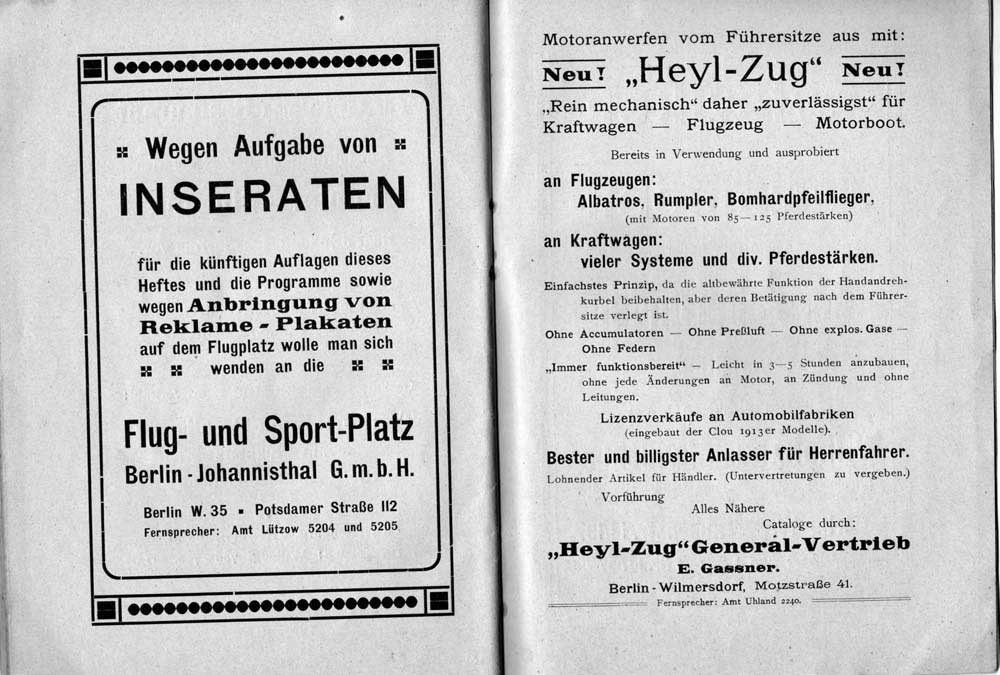 Wegen Aufgabe von
INSERATEN
für die künftigen Auflagen dieses
Heftes und die Programme sowie
wegen Anbringung von
Reklame - Plakaten
auf dem Flugplatz wolle man sich
wenden an die
Flug- und Sport-Platz
Berlin - Johannisthal G. m. b. H.
Berlin W. 35 ▪ Potsdamer Straße 112
Fernsprecher: Amt Lützow 5204 und 5205
Motoranwerfen vom Führersitze aus mit:
Neu! „Heyl-Zug“ Neu!
„Rein mechanisch“ daher „zuverlässigst“ für
Kraftwagen — Flugzeug — Motorboot.
Bereits in Verwendung und ausprobiert
an Flugzeugen:
Albatros, Rumpler, Bomhardpfeilflieger,
(mit Motoren von 85—125 Pferdestärken)
an Kraftwagen:
vieler Systeme und div. Pferdestärken.
Einfachstes Prinzip, da die altbewährte Funktion der Handandreh-
kurbel beibehalten, aber deren Betätigung nach dem Führer-
sitze verlegt ist.
Ohne Accumulatoren — Ohne Preßluft — Ohne explos. Gase —
Ohne Federn
„Immer funktionsbereit“ — Leicht in 3—5 Stunden anzubauen,
ohne jede Änderungen an Motor, an Zündung und ohne
Leitungen.
Lizenzverkäufe an Automobilfabriken
(eingebaut der Clou 1913er Modelle).
Bester und billigster Anlasser für Herrenfahrer.
Lohnender Artikel für Händler. (Untervertretungen zu vergeben.)
Vorführung
Alles Nähere
Cataloge durch:
„Heyl-Zug“ General-Vertrieb
E. Gassner.
Berlin - Wilmersdorf, Motzstraße 41.
Fernsprecher: Amt Uhland 2240.